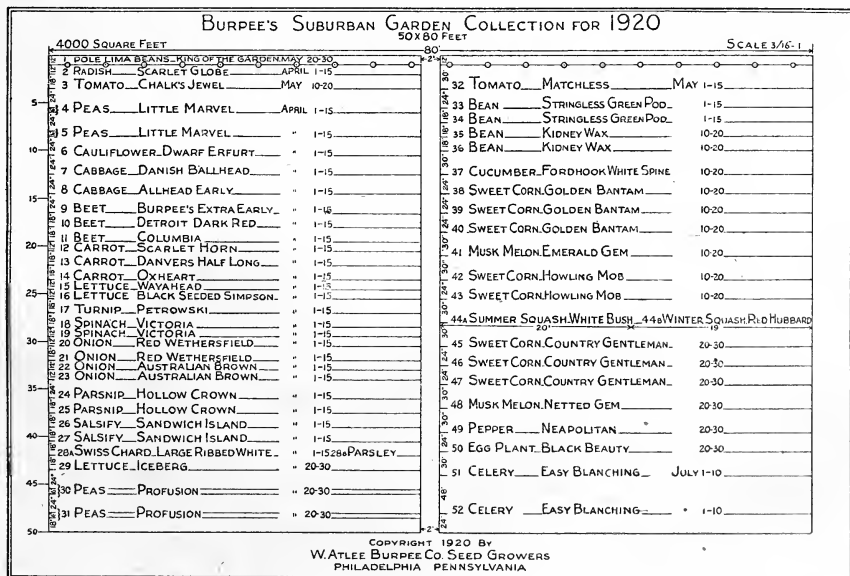 BURPEE'S SUBURBAN GARDEN COLLECTION FOR 1920
50X80 FEET
4000 SQUARE FEET 80' SCALE 3/16-1
1 POLE LIMA BEANS-KING OF THE GARDEN MAY 20-30
2 RADISH SCARLET GLOBE APRIL 1-15
3 TOMATO CHALK'S JEWEL MAY 10-20
4 PEAS LITTLE MARVEL APRIL 1-15
5 PEAS LITTLE MARVEL " 1-15
6 CAULIFLOWER DWARF ERFURT " 1-15
7 CABBAGE DANISH BALLHEAD " 1-15
8 CABBAGE ALLHEAD EARLY " 1-15
9 BEET BURPEE'S EXTRA EARLY " 1-15
10 BEET DETROIT DARK RED " 1-15
11 BEET COLUMBIA " 1-15
12 CARROT SCARLET HORN " 1-15
13 CARROT DANVERS HALF LONG " 1-15
14 CARROT OXHEART " 1-15
15 LETTUCE WAYAHEAD " 1-15
16 LETTUCE BLACK SEEDED SIMPSON " 1-15
17 TURNIP PETROWSKI " 1-15
18 SPINACH VICTORIA " 1-15
19 SPINACH VICTORIA " 1-15
20 ONION RED WETHERSFIELD " 1-15
21 ONION RED WETHERSFIELD " 1-15
22 ONION AUSTRALIAN BROWN " 1-15
23 ONION AUSTRALIAN BROWN " 1-15
24 PARSNIP HOLLOW CROWN " 1-15
25 PARSNIP HOLLOW CROWN " 1-15
26 SALSIFY SANDWICH ISLAND " 1-15
27 SALSIFY SANDWICH ISLAND " 1-15
28A SWISS CHARD LARGE RIBBED WHITE " 1-15 28B PARSLEY
29 LETTUCE ICEBERG " 20-30
30 PEAS PROFUSION " 20-30
31 PEAS PROFUSION " 20-30
5
10
15
20
25
30
35
40
45
50
2'
2'
32 TOMATO MATCHLESS MAY 1-15
33 BEAN STRINGLESS GREEN POD 1-15
34 BEAN STRINGLESS GREEN POD 1-15
35 BEAN KIDNEY WAX 10-20
36 BEAN KIDNEY WAX 10-20
37 CUCUMBER FORDHOOK WHITE SPINE 10-20
38 SWEET CORN GOLDEN BANTAM 10-20
39 SWEET CORN GOLDEN BANTAM 10-20
40 SWEET CORN GOLDEN BANTAM 10-20
41 MUSK MELON EMERALD GEM 10-20
42 SWEET CORN HOWLING MOB 10-20
43 SWEET CORN HOWLING MOB 10-20
44A SUMMER SQUASH WHITE BUSH 44B WINTER SQUASH RED HUBBARD
20' 19
45 SWEET CORN COUNTRY GENTLEMAN 20-30
46 SWEET CORN COUNTRY GENTLEMAN 20-30
47 SWEET CORN COUNTRY GENTLEMAN 20-30
48 MUSK MELON NETTED GEM 20-30
49 PEPPER NEAPOLITAN 20-30
50 EGG PLANT BLACK BEAUTY 20-30
51 CELERY EASY BLANCHING JULY 1-10
52 CELERY EASY BLANCHING " 1-10
COPYRIGHT 1920 BY
W. ATLEE BURPEE CO. SEED GROWERS
PHILADELPHIA PENNSYLVANIA